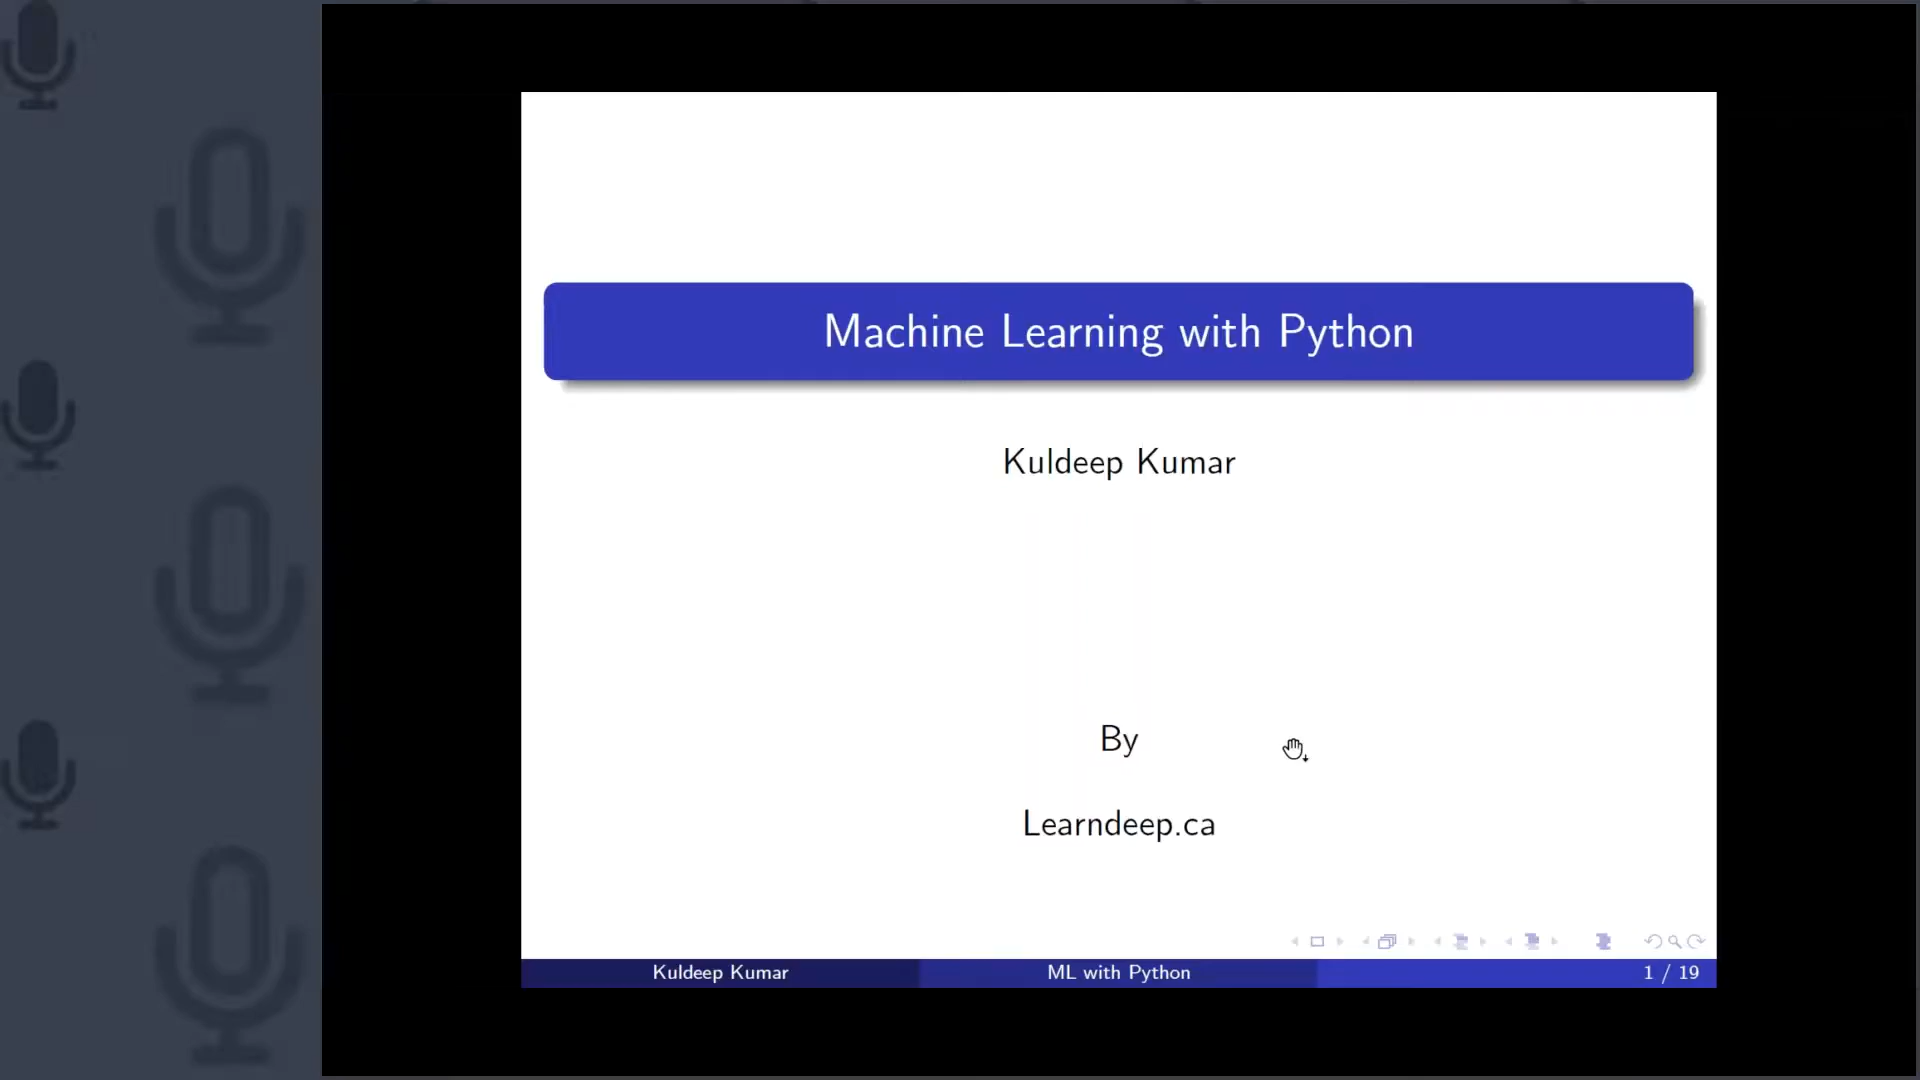 Machine Learning with Python
Kuldeep Kumar
By
Learndeep.ca
Kuldeep Kumar
ML with Python
1 / 19